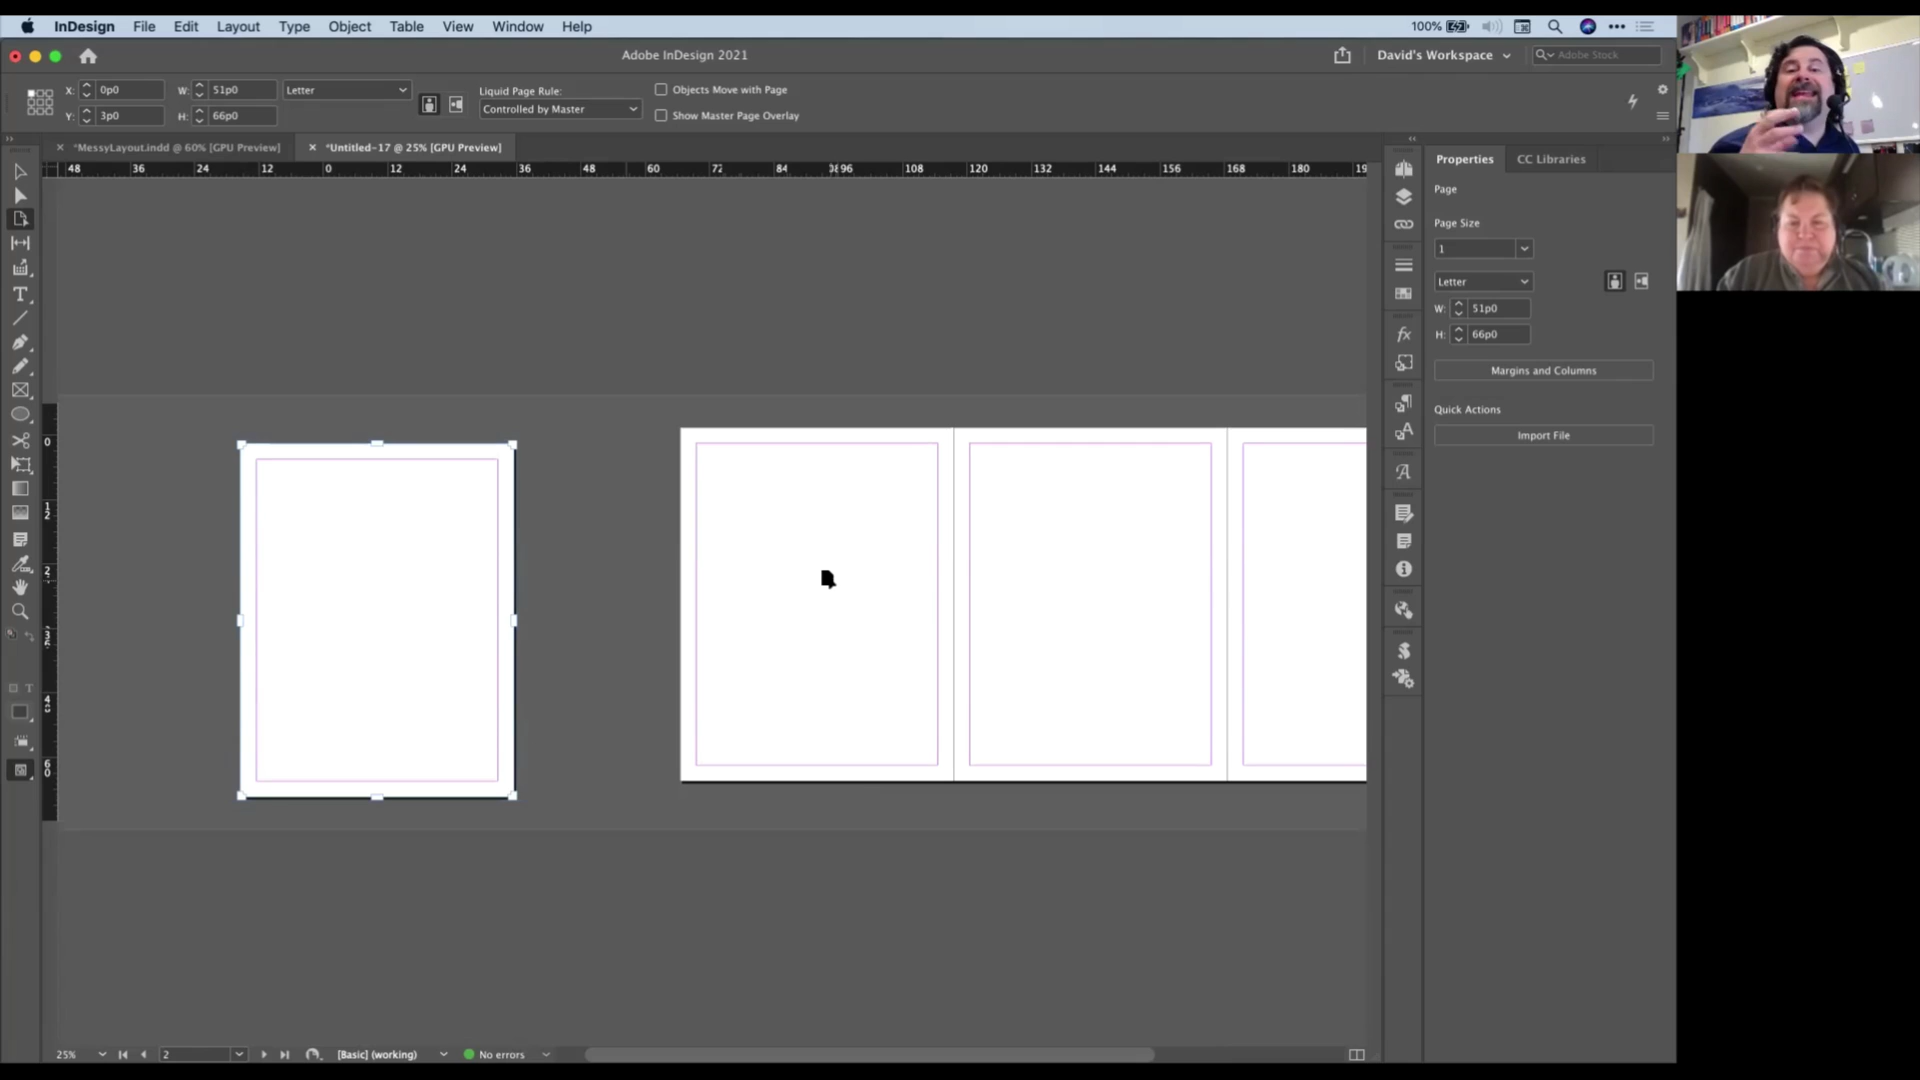 InDesign File Edit Layout Type Object Table View Window Help 100%
Adobe InDesign 2021 David's Workspace Adobe Stock
X: 0p0 W: 51p0 Letter Liquid Page Rule: Objects Move with Page
Y: 3p0 H: 66p0 Controlled by Master Show Master Page Overlay
*MessyLayout.indd @ 60% [GPU Preview] *Untitled-17 @ 25% [GPU Preview]
48 36 24 12 0 12 24 36 48 60 72 84 96 108 120 132 144 156 168 180
Properties CC Libraries
Page
Page Size
1
Letter
W: 51p0
H: 66p0
Margins and Columns
Quick Actions
Import File
0
1
2
2
3
6
4
6
0
25% 2 [Basic] (working) No errors